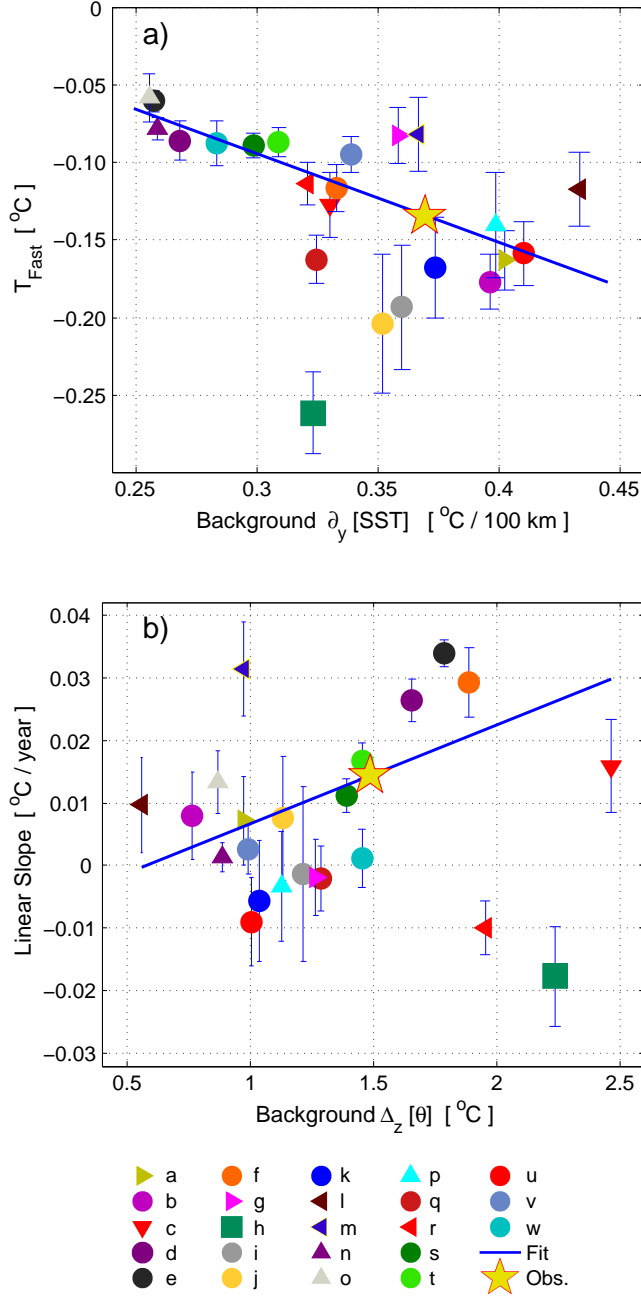 a)
0
−0.05
−0.10
−0.15
−0.20
−0.25
T_Fast [ °C]
0.25 0.3 0.35 0.4 0.45
Background ∂_y [SST] [ °C / 100 km ]
b)
0.04
0.03
0.02
0.01
0
−0.01
−0.02
−0.03
Linear Slope [ °C / year ]
0.5 1 1.5 2 2.5
Background Δ_z [θ] [ °C ]
a f k p u
b g l q v
c h m r w
d i n s Fit
e j o t Obs.